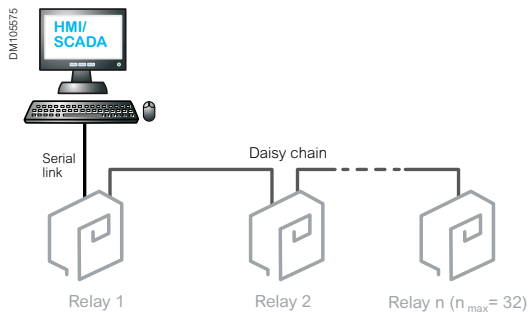 DM105575
HMI/
SCADA
Daisy chain
Serial
link
Relay 1
Relay 2
Relay n (n max= 32)